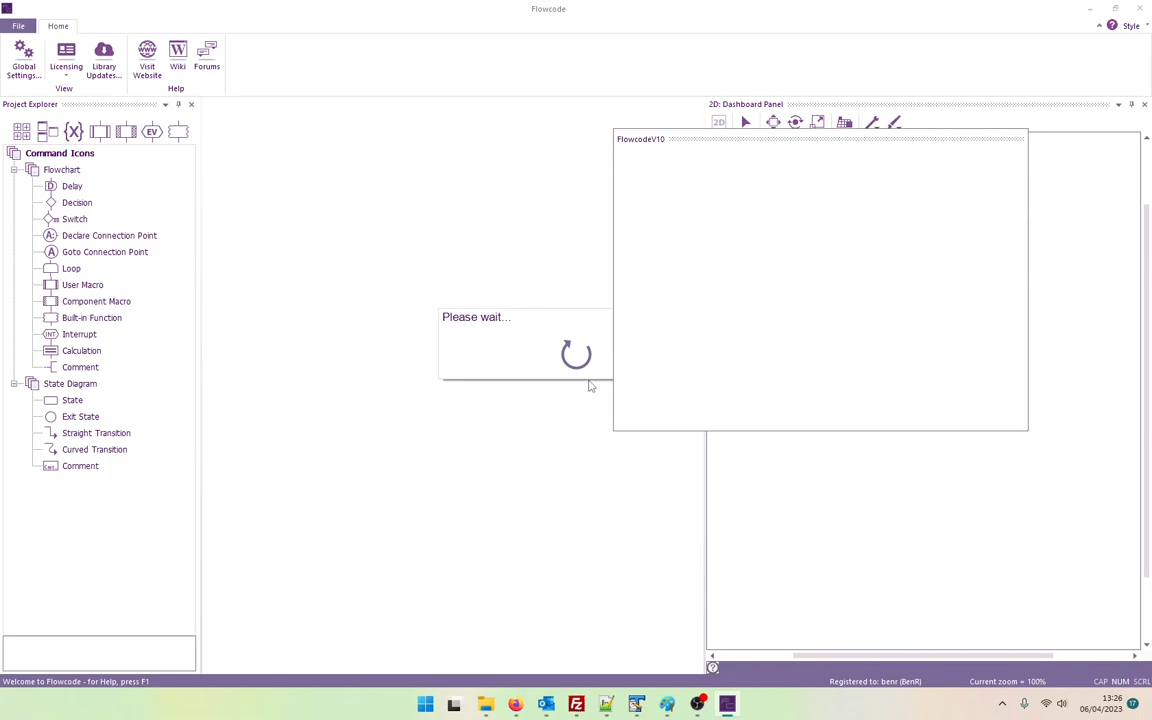 Flowcode
File Home Style
Global Settings...
Licensing
Library Updates...
Visit Website
Wiki
Forums
View Help
Project Explorer
2D: Dashboard Panel
{X} EV
2D
FlowcodeV10
Command Icons
Flowchart
D Delay
Decision
Switch
A: Declare Connection Point
A Goto Connection Point
Loop
User Macro
Component Macro
Built-in Function
INT Interrupt
Calculation
Comment
State Diagram
State
Exit State
Straight Transition
Curved Transition
Comment
Please wait...
Welcome to Flowcode - for Help, press F1
Registered to: benr (BenR)
Current zoom = 100%
CAP NUM SCRL
13:26
06/04/2023
17